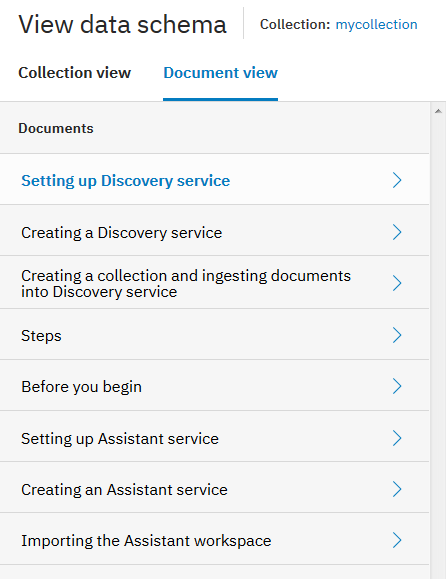 View data schema
Collection: mycollection
Collection view
Document view
Documents
Setting up Discovery service
Creating a Discovery service
Creating a collection and ingesting documents
into Discovery service
Steps
Before you begin
Setting up Assistant service
Creating an Assistant service
Importing the Assistant workspace